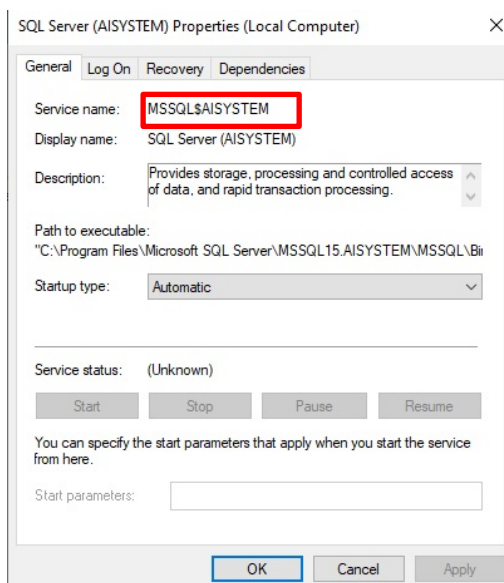 SQL Server (AISYSTEM) Properties (Local Computer)
General Log On Recovery Dependencies
Service name: MSSQL$AISYSTEM
Display name: SQL Server (AISYSTEM)
Description: Provides storage, processing and controlled access
of data, and rapid transaction processing.
Path to executable:
"C:\Program Files\Microsoft SQL Server\MSSQL15.AISYSTEM\MSSQL\Bi
Startup type: Automatic
Service status: (Unknown)
Start Stop Pause Resume
You can specify the start parameters that apply when you start the service
from here.
Start parameters:
OK Cancel Apply